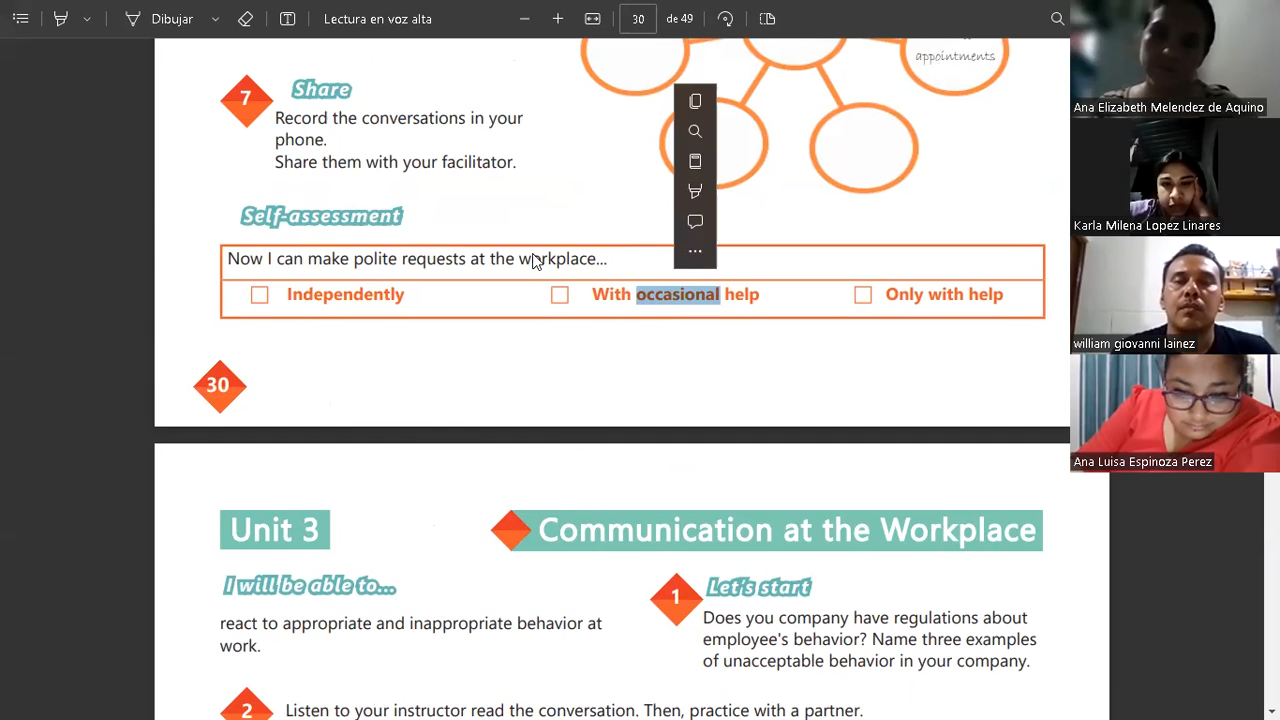 Dibujar
Lectura en voz alta
30
de 49
appointments
7
Share
Record the conversations in your
phone.
Share them with your facilitator.
Self-assessment
Now I can make polite requests at the workplace...
Independently
With occasional help
Only with help
30
Unit 3
Communication at the Workplace
I will be able to...
react to appropriate and inappropriate behavior at
work.
1
Let's start
Does you company have regulations about
employee's behavior? Name three examples
of unacceptable behavior in your company.
2
Listen to your instructor read the conversation. Then, practice with a partner.
Ana Elizabeth Melendez de Aquino
Karla Milena Lopez Linares
william giovanni lainez
Ana Luisa Espinoza Perez